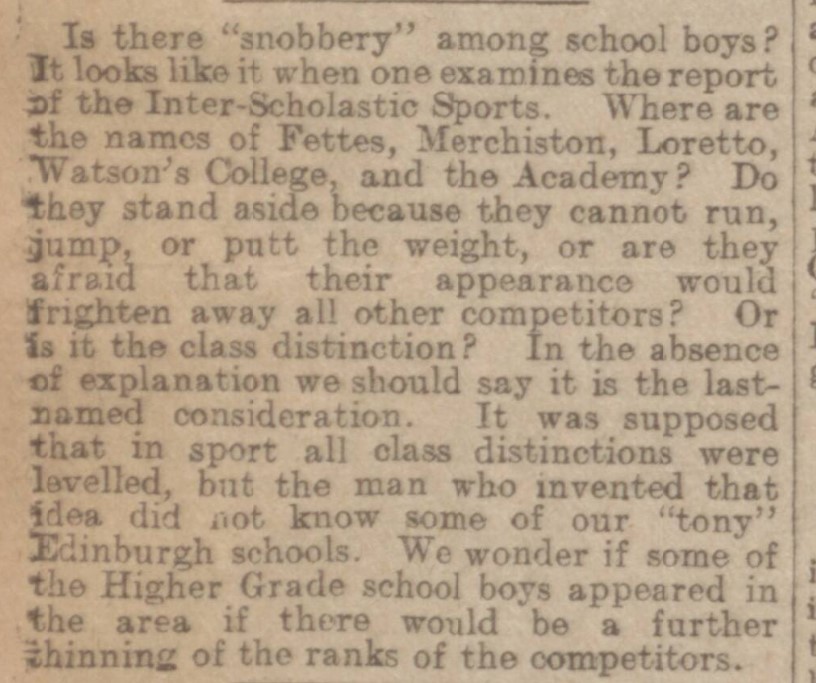 Is there “snobbery” among school boys?
It looks like it when one examines the report
of the Inter-Scholastic Sports. Where are
the names of Fettes, Merchiston, Loretto,
Watson’s College, and the Academy? Do
they stand aside because they cannot run,
jump, or putt the weight, or are they
afraid that their appearance would
frighten away all other competitors? Or
is it the class distinction? In the absence
of explanation we should say it is the last-
named consideration. It was supposed
that in sport all class distinctions were
levelled, but the man who invented that
idea did not know some of our “tony”
Edinburgh schools. We wonder if some of
the Higher Grade school boys appeared in
the area if there would be a further
thinning of the ranks of the competitors.